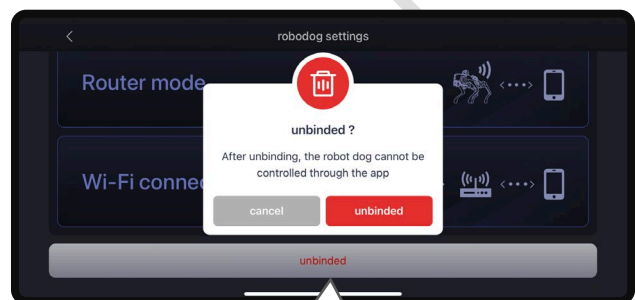 robodog settings
Router mode
unbinded ?
After unbinding, the robot dog cannot be
controlled through the app
Wi-Fi connec
cancel
unbinded
unbinded